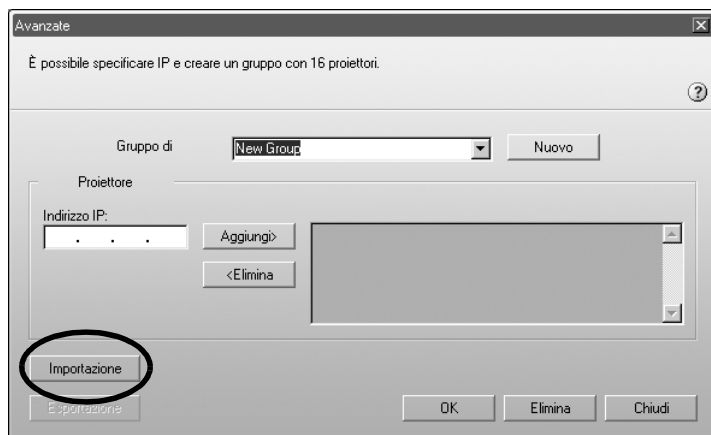 Avanzate
È possibile specificare IP e creare un gruppo con 16 proiettori.
Gruppo di
New Group
Nuovo
Proiettore
Indirizzo IP:
. . .
Aggiungi>
<Elimina
Importazione
Esportazione
OK
Elimina
Chiudi